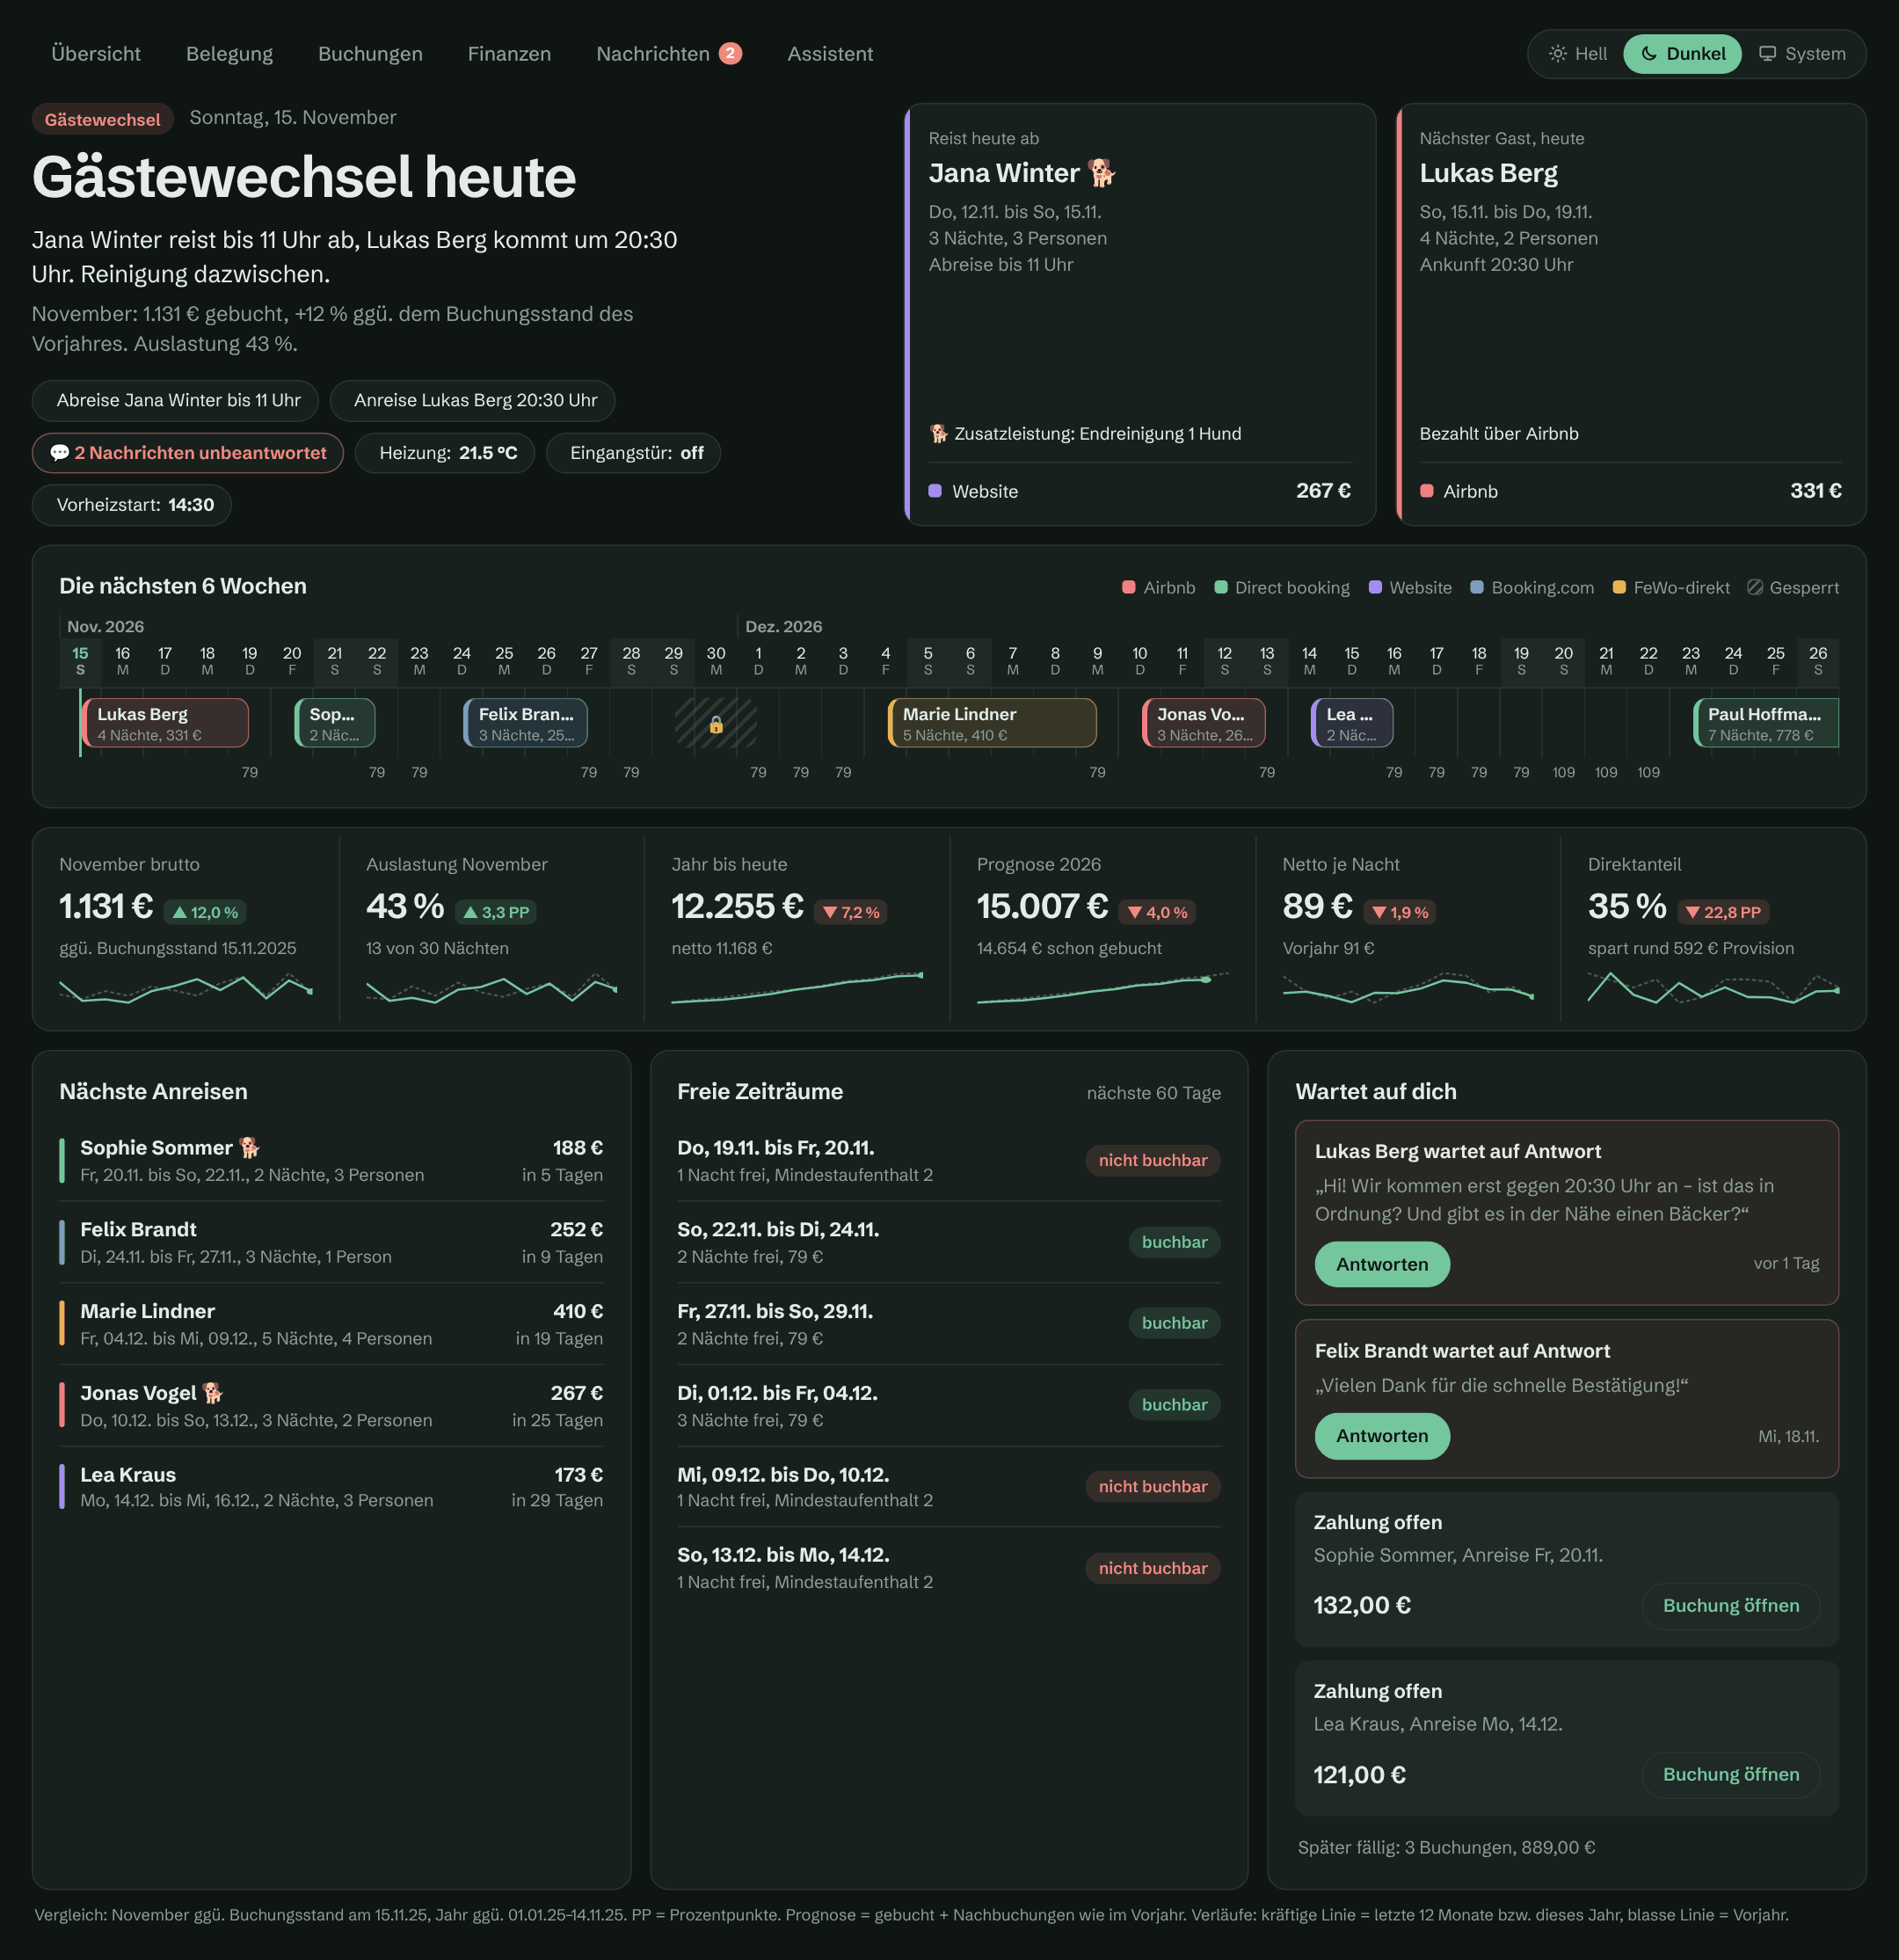 Übersicht Belegung Buchungen Finanzen Nachrichten 2 Assistent Hell Dunkel System
Gästewechsel Sonntag, 15. November
Gästewechsel heute
Jana Winter reist bis 11 Uhr ab, Lukas Berg kommt um 20:30
Uhr. Reinigung dazwischen.
November: 1.131 € gebucht, +12 % ggü. dem Buchungsstand des
Vorjahres. Auslastung 43 %.
Abreise Jana Winter bis 11 Uhr Anreise Lukas Berg 20:30 Uhr
💬 2 Nachrichten unbeantwortet Heizung: 21.5 °C Eingangstür: off
Vorheizstart: 14:30
Reist heute ab
Jana Winter 🐕
Do, 12.11. bis So, 15.11.
3 Nächte, 3 Personen
Abreise bis 11 Uhr
🐕 Zusatzleistung: Endreinigung 1 Hund
Website 267 €
Nächster Gast, heute
Lukas Berg
So, 15.11. bis Do, 19.11.
4 Nächte, 2 Personen
Ankunft 20:30 Uhr
Bezahlt über Airbnb
Airbnb 331 €
Die nächsten 6 Wochen Airbnb Direct booking Website Booking.com FeWo-direkt Gesperrt
Nov. 2026 Dez. 2026
15 16 17 18 19 20 21 22 23 24 25 26 27 28 29 30 1 2 3 4 5 6 7 8 9 10 11 12 13 14 15 16 17 18 19 20 21 22 23 24 25 26
S M D M D F S S M D M D F S S M D M D F S S M D M D F S S M D M D F S S M D M D F S
Lukas Berg Sop... Felix Bran... Marie Lindner Jonas Vo... Lea ... Paul Hoffma...
4 Nächte, 331 € 2 Näc... 3 Nächte, 25... 🔒 5 Nächte, 410 € 3 Nächte, 26... 2 Näc... 7 Nächte, 778 €
79 79 79 79 79 79 79 79 79 79 79 79 79 79 109 109 109
November brutto
1.131 € ▲ 12,0 %
ggü. Buchungsstand 15.11.2025
Auslastung November
43 % ▲ 3,3 PP
13 von 30 Nächten
Jahr bis heute
12.255 € ▼ 7,2 %
netto 11.168 €
Prognose 2026
15.007 € ▼ 4,0 %
14.654 € schon gebucht
Netto je Nacht
89 € ▼ 1,9 %
Vorjahr 91 €
Direktanteil
35 % ▼ 22,8 PP
spart rund 592 € Provision
Nächste Anreisen
Sophie Sommer 🐕 188 €
Fr, 20.11. bis So, 22.11., 2 Nächte, 3 Personen in 5 Tagen
Felix Brandt 252 €
Di, 24.11. bis Fr, 27.11., 3 Nächte, 1 Person in 9 Tagen
Marie Lindner 410 €
Fr, 04.12. bis Mi, 09.12., 5 Nächte, 4 Personen in 19 Tagen
Jonas Vogel 🐕 267 €
Do, 10.12. bis So, 13.12., 3 Nächte, 2 Personen in 25 Tagen
Lea Kraus 173 €
Mo, 14.12. bis Mi, 16.12., 2 Nächte, 3 Personen in 29 Tagen
Freie Zeiträume nächste 60 Tage
Do, 19.11. bis Fr, 20.11.
1 Nacht frei, Mindestaufenthalt 2 nicht buchbar
So, 22.11. bis Di, 24.11.
2 Nächte frei, 79 € buchbar
Fr, 27.11. bis So, 29.11.
2 Nächte frei, 79 € buchbar
Di, 01.12. bis Fr, 04.12.
3 Nächte frei, 79 € buchbar
Mi, 09.12. bis Do, 10.12.
1 Nacht frei, Mindestaufenthalt 2 nicht buchbar
So, 13.12. bis Mo, 14.12.
1 Nacht frei, Mindestaufenthalt 2 nicht buchbar
Wartet auf dich
Lukas Berg wartet auf Antwort
„Hi! Wir kommen erst gegen 20:30 Uhr an – ist das in
Ordnung? Und gibt es in der Nähe einen Bäcker?“
Antworten vor 1 Tag
Felix Brandt wartet auf Antwort
„Vielen Dank für die schnelle Bestätigung!“
Antworten Mi, 18.11.
Zahlung offen
Sophie Sommer, Anreise Fr, 20.11.
132,00 € Buchung öffnen
Zahlung offen
Lea Kraus, Anreise Mo, 14.12.
121,00 € Buchung öffnen
Später fällig: 3 Buchungen, 889,00 €
Vergleich: November ggü. Buchungsstand am 15.11.25, Jahr ggü. 01.01.25–14.11.25. PP = Prozentpunkte. Prognose = gebucht + Nachbuchungen wie im Vorjahr. Verläufe: kräftige Linie = letzte 12 Monate bzw. dieses Jahr, blasse Linie = Vorjahr.